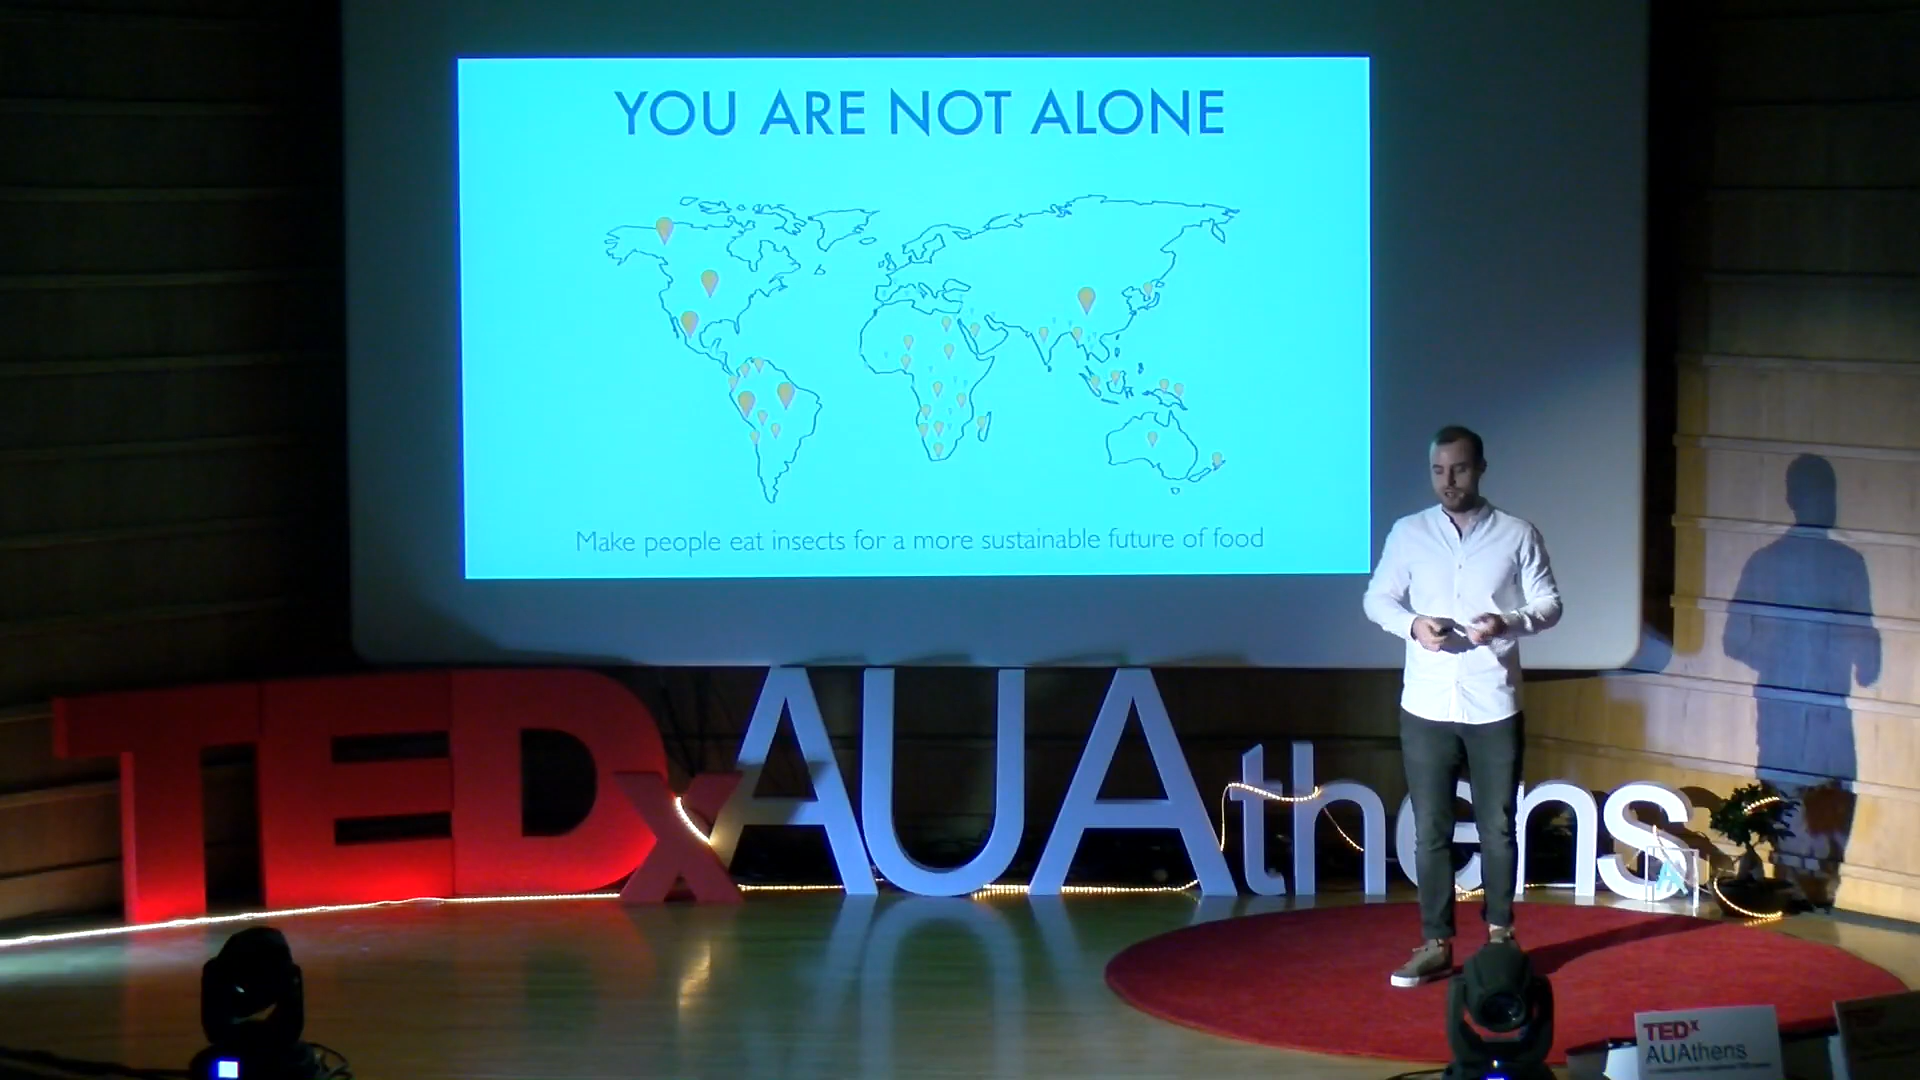 YOU ARE NOT ALONE
Make people eat insects for a more sustainable future of food
TEDxAUAthens
TEDx
AUAthens